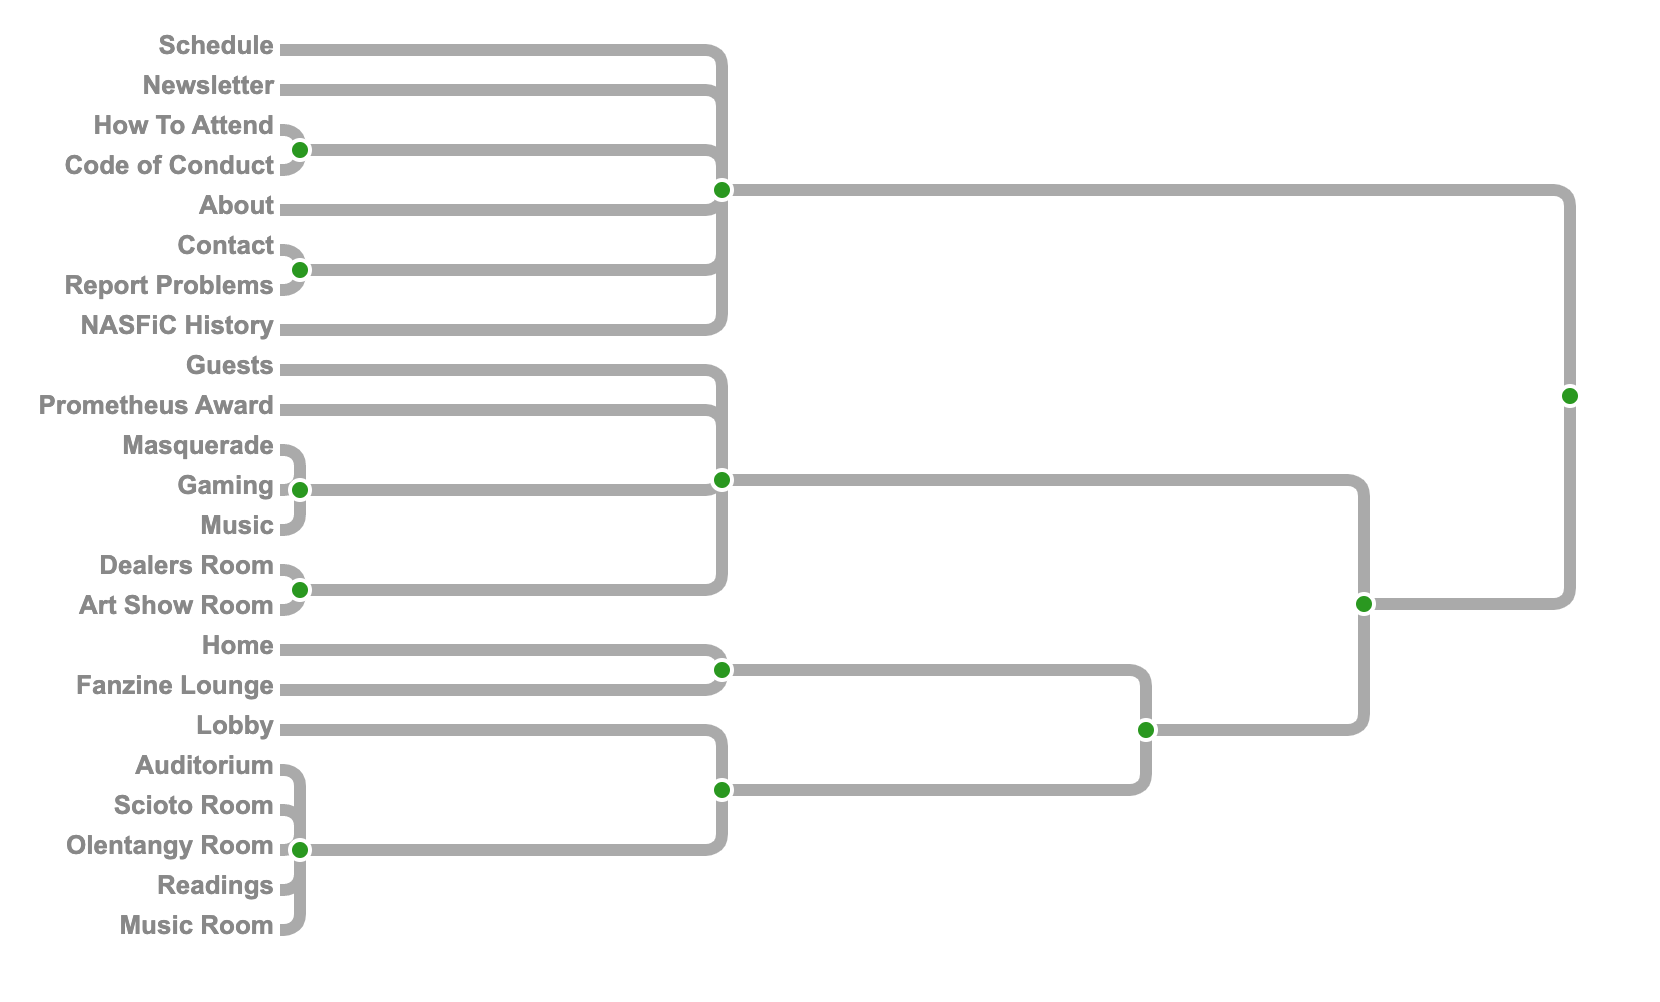 Schedule
Newsletter
How To Attend
Code of Conduct
About
Contact
Report Problems
NASFiC History
Guests
Prometheus Award
Masquerade
Gaming
Music
Dealers Room
Art Show Room
Home
Fanzine Lounge
Lobby
Auditorium
Scioto Room
Olentangy Room
Readings
Music Room